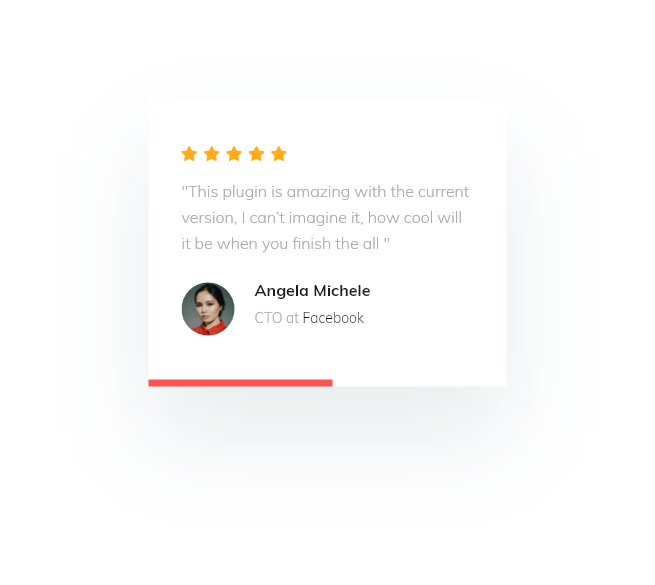 "This plugin is amazing with the current
version, I can't imagine it, how cool will
it be when you finish the all "
Angela Michele
CTO at Facebook